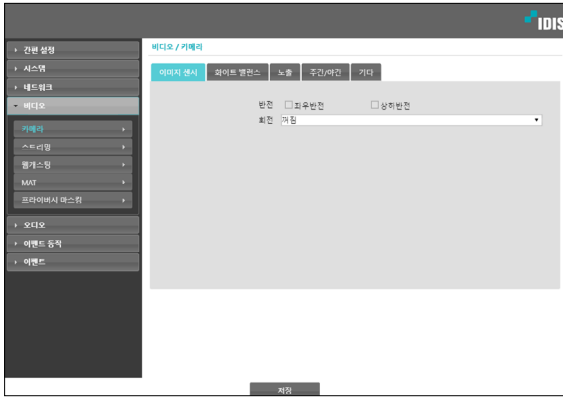 IDIS
간편 설정
시스템
네트워크
비디오
카메라
스트리밍
웹캐스팅
MAT
프라이버시 마스킹
오디오
이벤트 동작
이벤트
비디오 / 카메라
이미지 센서 화이트 밸런스 노출 주간/야간 기타
반전 좌우반전 상하반전
회전 꺼짐
저장